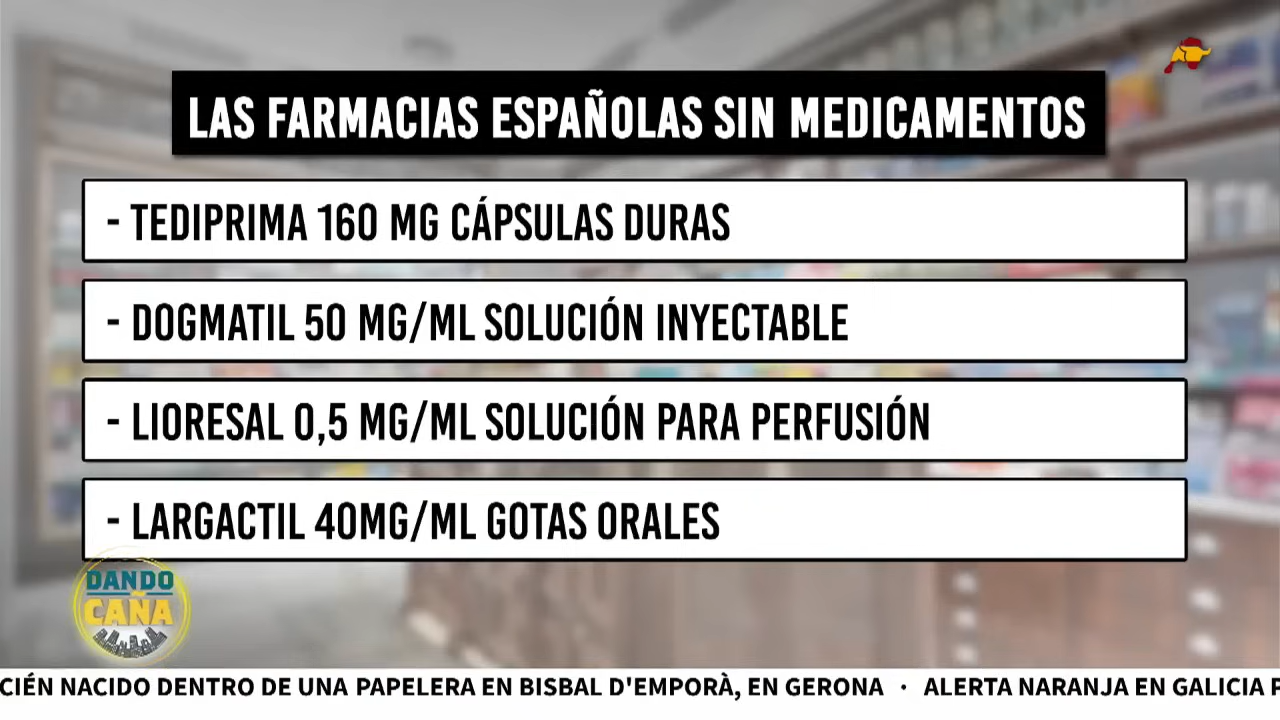 LAS FARMACIAS ESPAÑOLAS SIN MEDICAMENTOS
- TEDIPRIMA 160 MG CÁPSULAS DURAS
- DOGMATIL 50 MG/ML SOLUCIÓN INYECTABLE
- LIORESAL 0,5 MG/ML SOLUCIÓN PARA PERFUSIÓN
- LARGACTIL 40MG/ML GOTAS ORALES
DANDO
CAÑA
CIÉN NACIDO DENTRO DE UNA PAPELERA EN BISBAL D'EMPORÀ, EN GERONA · ALERTA NARANJA EN GALICIA P